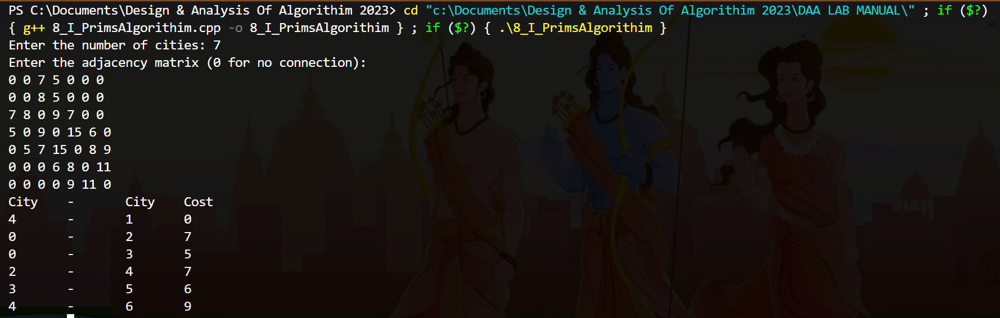 PS C:\Documents\Design & Analysis Of Algorithim 2023> cd "c:\Documents\Design & Analysis Of Algorithim 2023\DAA LAB MANUAL\" ; if ($?)
{ g++ 8_I_PrimsAlgorithim.cpp -o 8_I_PrimsAlgorithim } ; if ($?) { .\8_I_PrimsAlgorithim }
Enter the number of cities: 7
Enter the adjacency matrix (0 for no connection):
0 0 7 5 0 0 0
0 0 8 5 0 0 0
7 8 0 9 7 0 0
5 0 9 0 15 6 0
0 5 7 15 0 8 9
0 0 0 6 8 0 11
0 0 0 0 9 11 0
City - City Cost
4 - 1 0
0 - 2 7
0 - 3 5
2 - 4 7
3 - 5 6
4 - 6 9